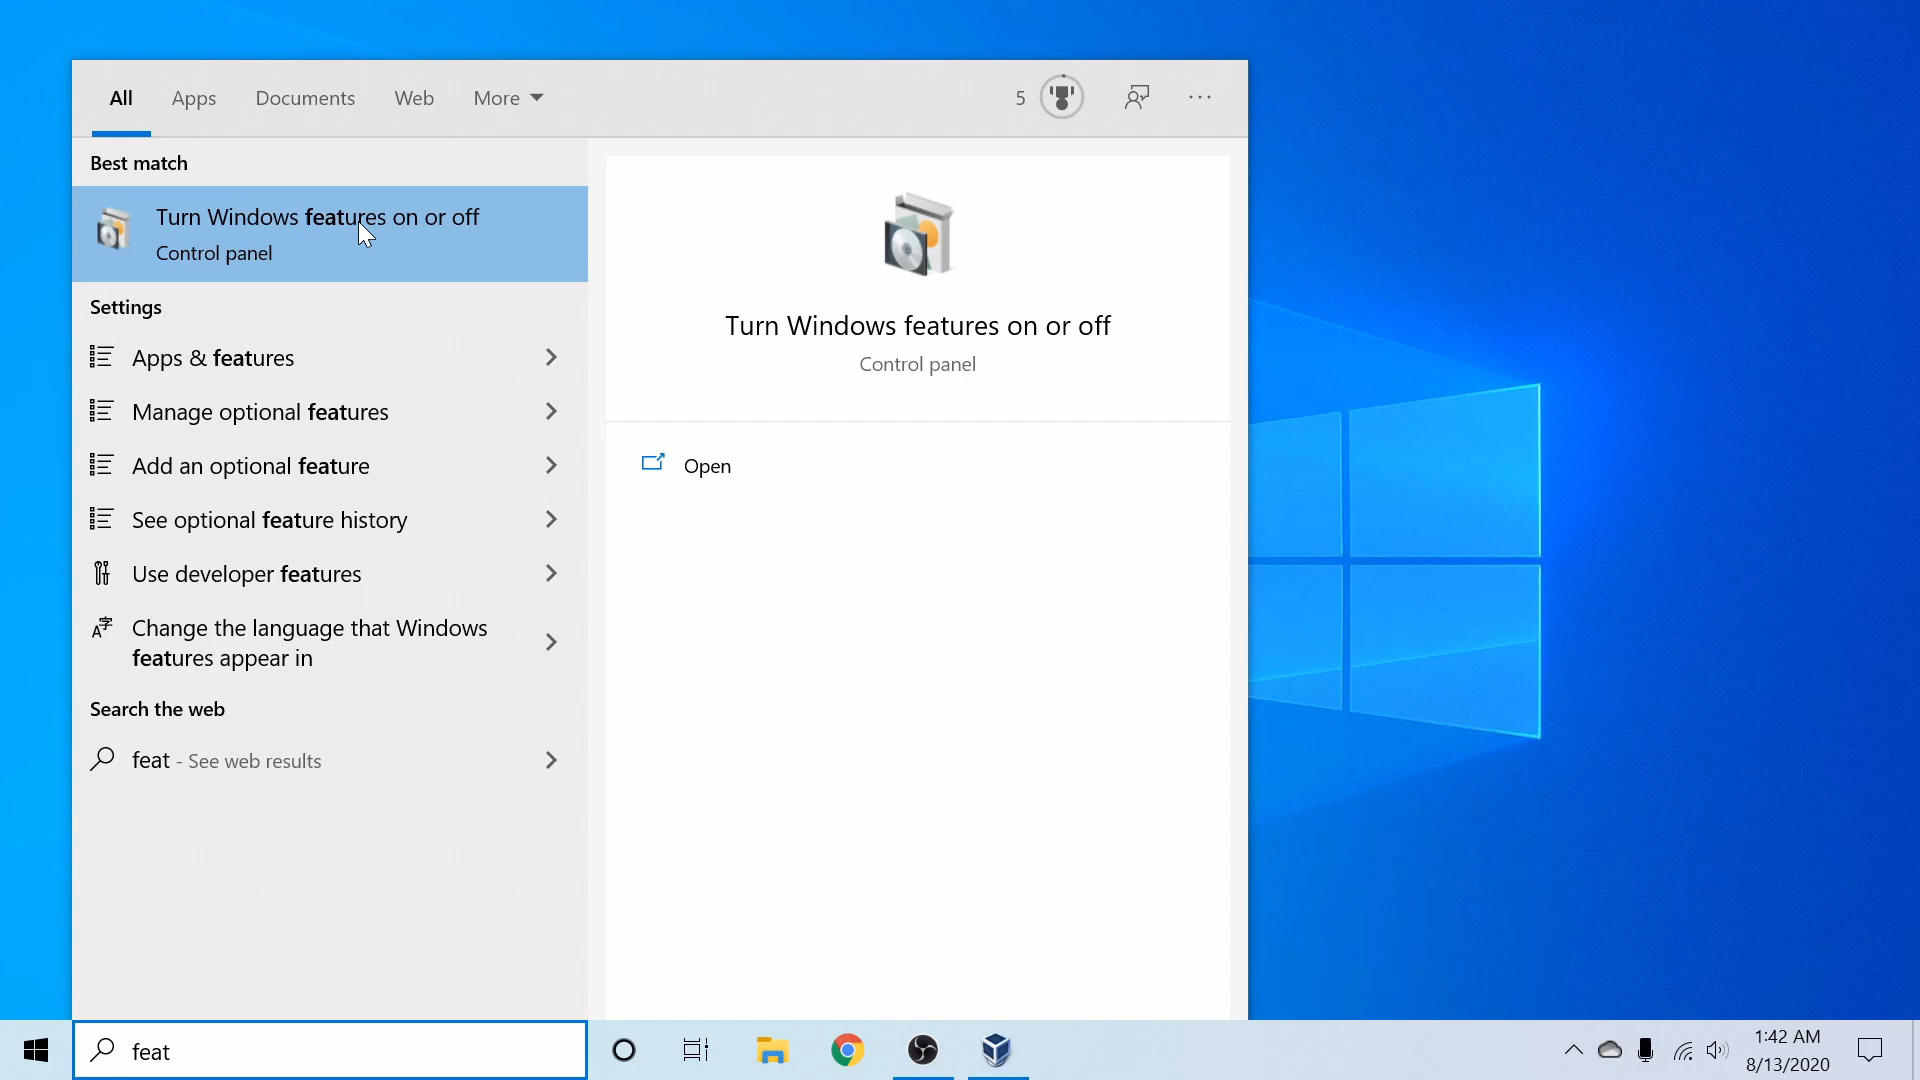 All Apps Documents Web More 5
Best match
Turn Windows features on or off
Control panel
Settings
Apps & features
Manage optional features
Add an optional feature
See optional feature history
Use developer features
Change the language that Windows
features appear in
Search the web
feat - See web results
Turn Windows features on or off
Control panel
Open
feat
1:42 AM
8/13/2020